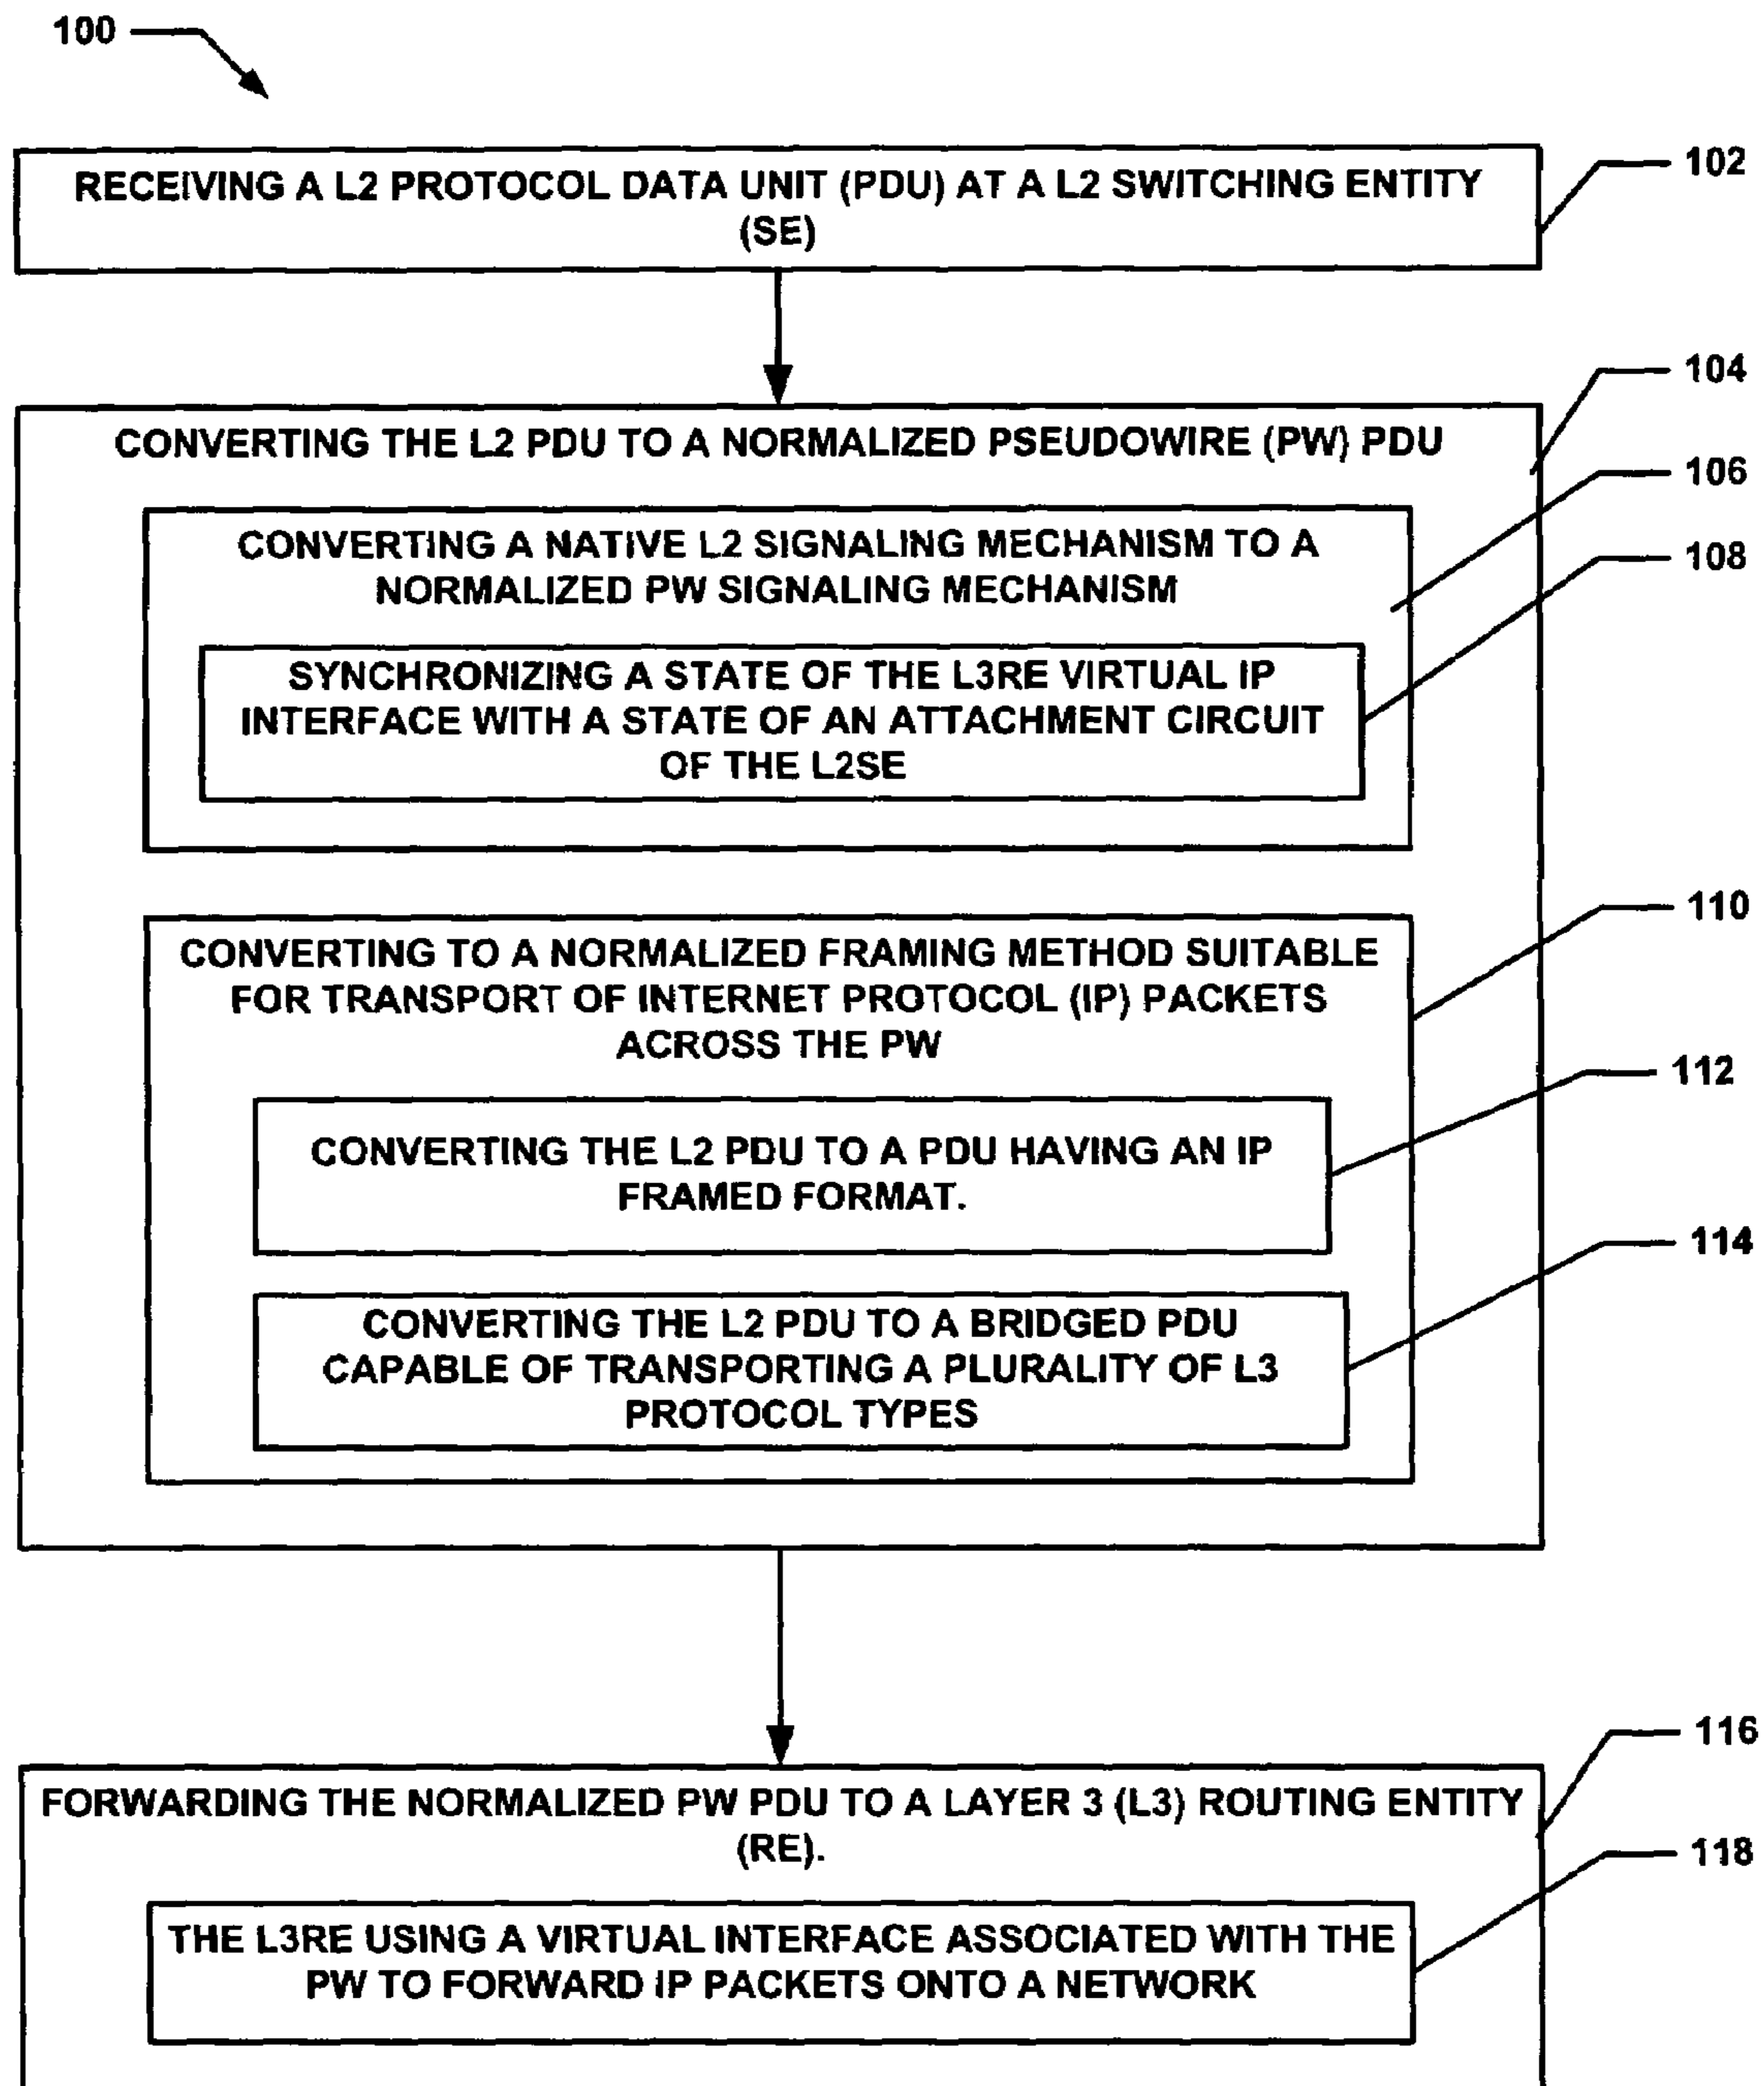 100
RECEIVING A L2 PROTOCOL DATA UNIT (PDU) AT A L2 SWITCHING ENTITY
(SE)
102
104
CONVERTING THE L2 PDU TO A NORMALIZED PSEUDOWIRE (PW) PDU
106
CONVERTING A NATIVE L2 SIGNALING MECHANISM TO A
NORMALIZED PW SIGNALING MECHANISM
108
SYNCHRONIZING A STATE OF THE L3RE VIRTUAL IP
INTERFACE WITH A STATE OF AN ATTACHMENT CIRCUIT
OF THE L2SE
110
CONVERTING TO A NORMALIZED FRAMING METHOD SUITABLE
FOR TRANSPORT OF INTERNET PROTOCOL (IP) PACKETS
ACROSS THE PW
112
CONVERTING THE L2 PDU TO A PDU HAVING AN IP
FRAMED FORMAT.
114
CONVERTING THE L2 PDU TO A BRIDGED PDU
CAPABLE OF TRANSPORTING A PLURALITY OF L3
PROTOCOL TYPES
116
FORWARDING THE NORMALIZED PW PDU TO A LAYER 3 (L3) ROUTING ENTITY
(RE).
118
THE L3RE USING A VIRTUAL INTERFACE ASSOCIATED WITH THE
PW TO FORWARD IP PACKETS ONTO A NETWORK